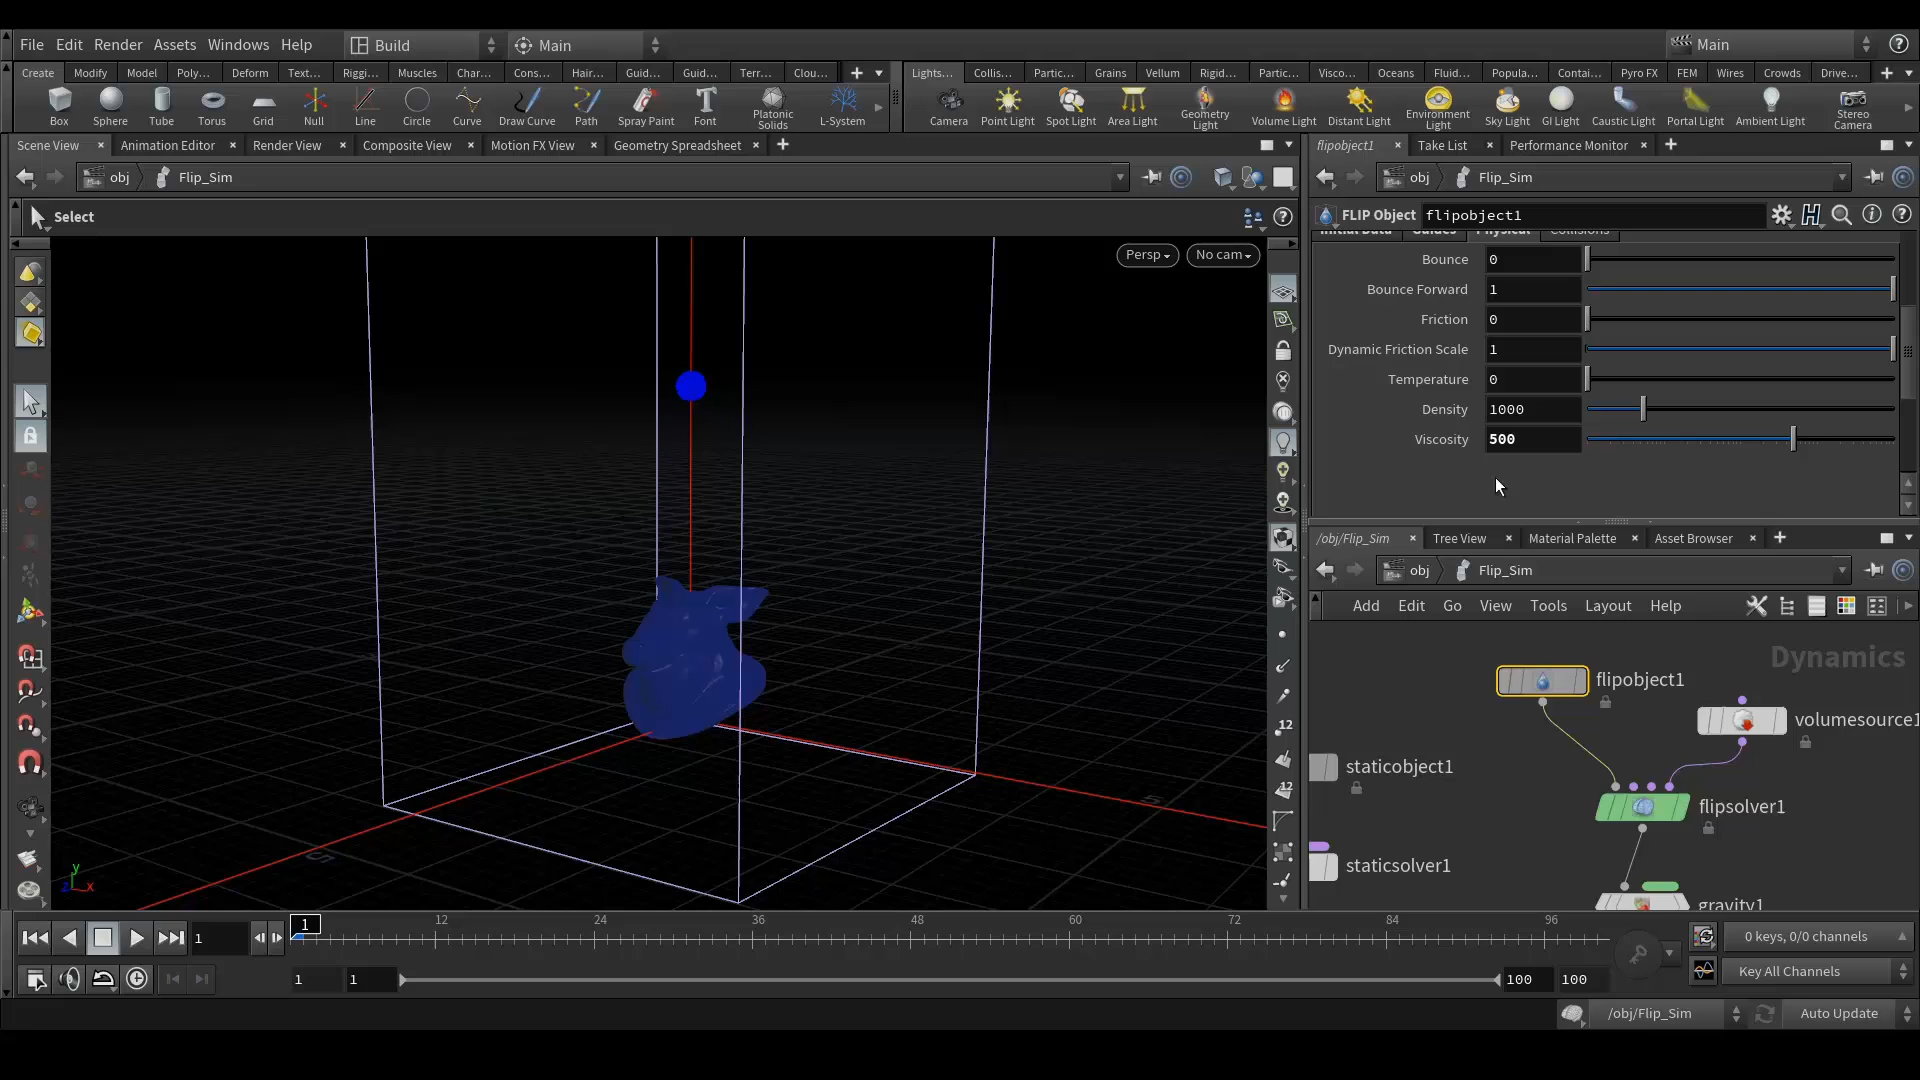 File Edit Render Assets Windows Help Build Main Main
Create Modify Model Poly... Deform Text... Riggi... Muscles Char... Cons... Hair... Guid... Guid... Terr... Clou... Lights... Collis... Partic... Grains Vellum Rigid... Partic... Visco... Oceans Fluid... Popula... Contai... Pyro FX FEM Wires Crowds Drive...
Box Sphere Tube Torus Grid Null Line Circle Curve Draw Curve Path Spray Paint Font Platonic Solids L-System Camera Point Light Spot Light Area Light Geometry Light Volume Light Distant Light Environment Light Sky Light GI Light Caustic Light Portal Light Ambient Light Stereo Camera
Scene View Animation Editor Render View Composite View Motion FX View Geometry Spreadsheet flipobject1 Take List Performance Monitor
obj Flip_Sim obj Flip_Sim
Select FLIP Object flipobject1
Initial Data Guides Physical Collisions
Persp No cam
Bounce 0
Bounce Forward 1
Friction 0
Dynamic Friction Scale 1
Temperature 0
Density 1000
Viscosity 500
/obj/Flip_Sim Tree View Material Palette Asset Browser
obj Flip_Sim
Add Edit Go View Tools Layout Help
Dynamics
flipobject1
volumesource1
staticobject1
flipsolver1
staticsolver1
gravity1
12
12
5
5
y
z x
1 1 12 24 36 48 60 72 84 96 0 keys, 0/0 channels
1 1 100 100 Key All Channels
/obj/Flip_Sim Auto Update